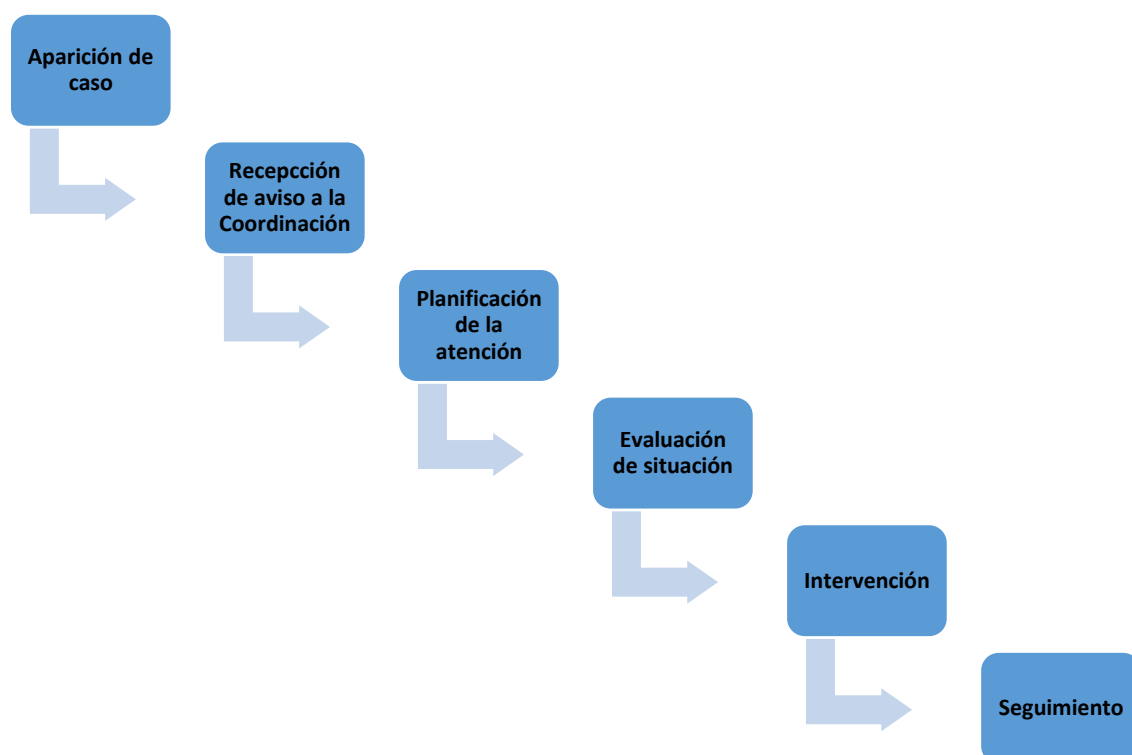 Aparición de
caso
Recepcción
de aviso a la
Coordinación
Planificación
de la
atención
Evaluación
de situación
Intervención
Seguimiento